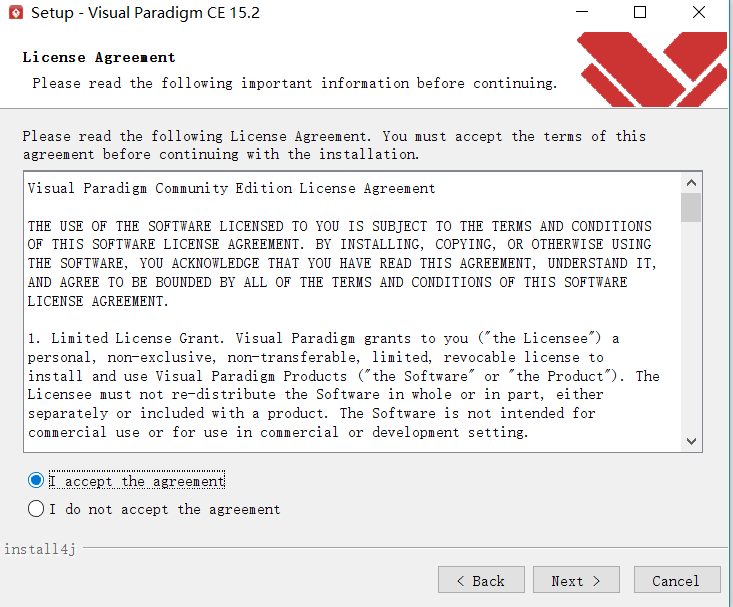 Setup - Visual Paradigm CE 15.2
License Agreement
Please read the following important information before continuing.
Please read the following License Agreement. You must accept the terms of this
agreement before continuing with the installation.
Visual Paradigm Community Edition License Agreement
THE USE OF THE SOFTWARE LICENSED TO YOU IS SUBJECT TO THE TERMS AND CONDITIONS
OF THIS SOFTWARE LICENSE AGREEMENT. BY INSTALLING, COPYING, OR OTHERWISE USING
THE SOFTWARE, YOU ACKNOWLEDGE THAT YOU HAVE READ THIS AGREEMENT, UNDERSTAND IT,
AND AGREE TO BE BOUNDED BY ALL OF THE TERMS AND CONDITIONS OF THIS SOFTWARE
LICENSE AGREEMENT.
1. Limited License Grant. Visual Paradigm grants to you ("the Licensee") a
personal, non-exclusive, non-transferable, limited, revocable license to
install and use Visual Paradigm Products ("the Software" or "the Product"). The
Licensee must not re-distribute the Software in whole or in part, either
separately or included with a product. The Software is not intended for
commercial use or for use in commercial or development setting.
I accept the agreement
I do not accept the agreement
install4j
< Back
Next >
Cancel